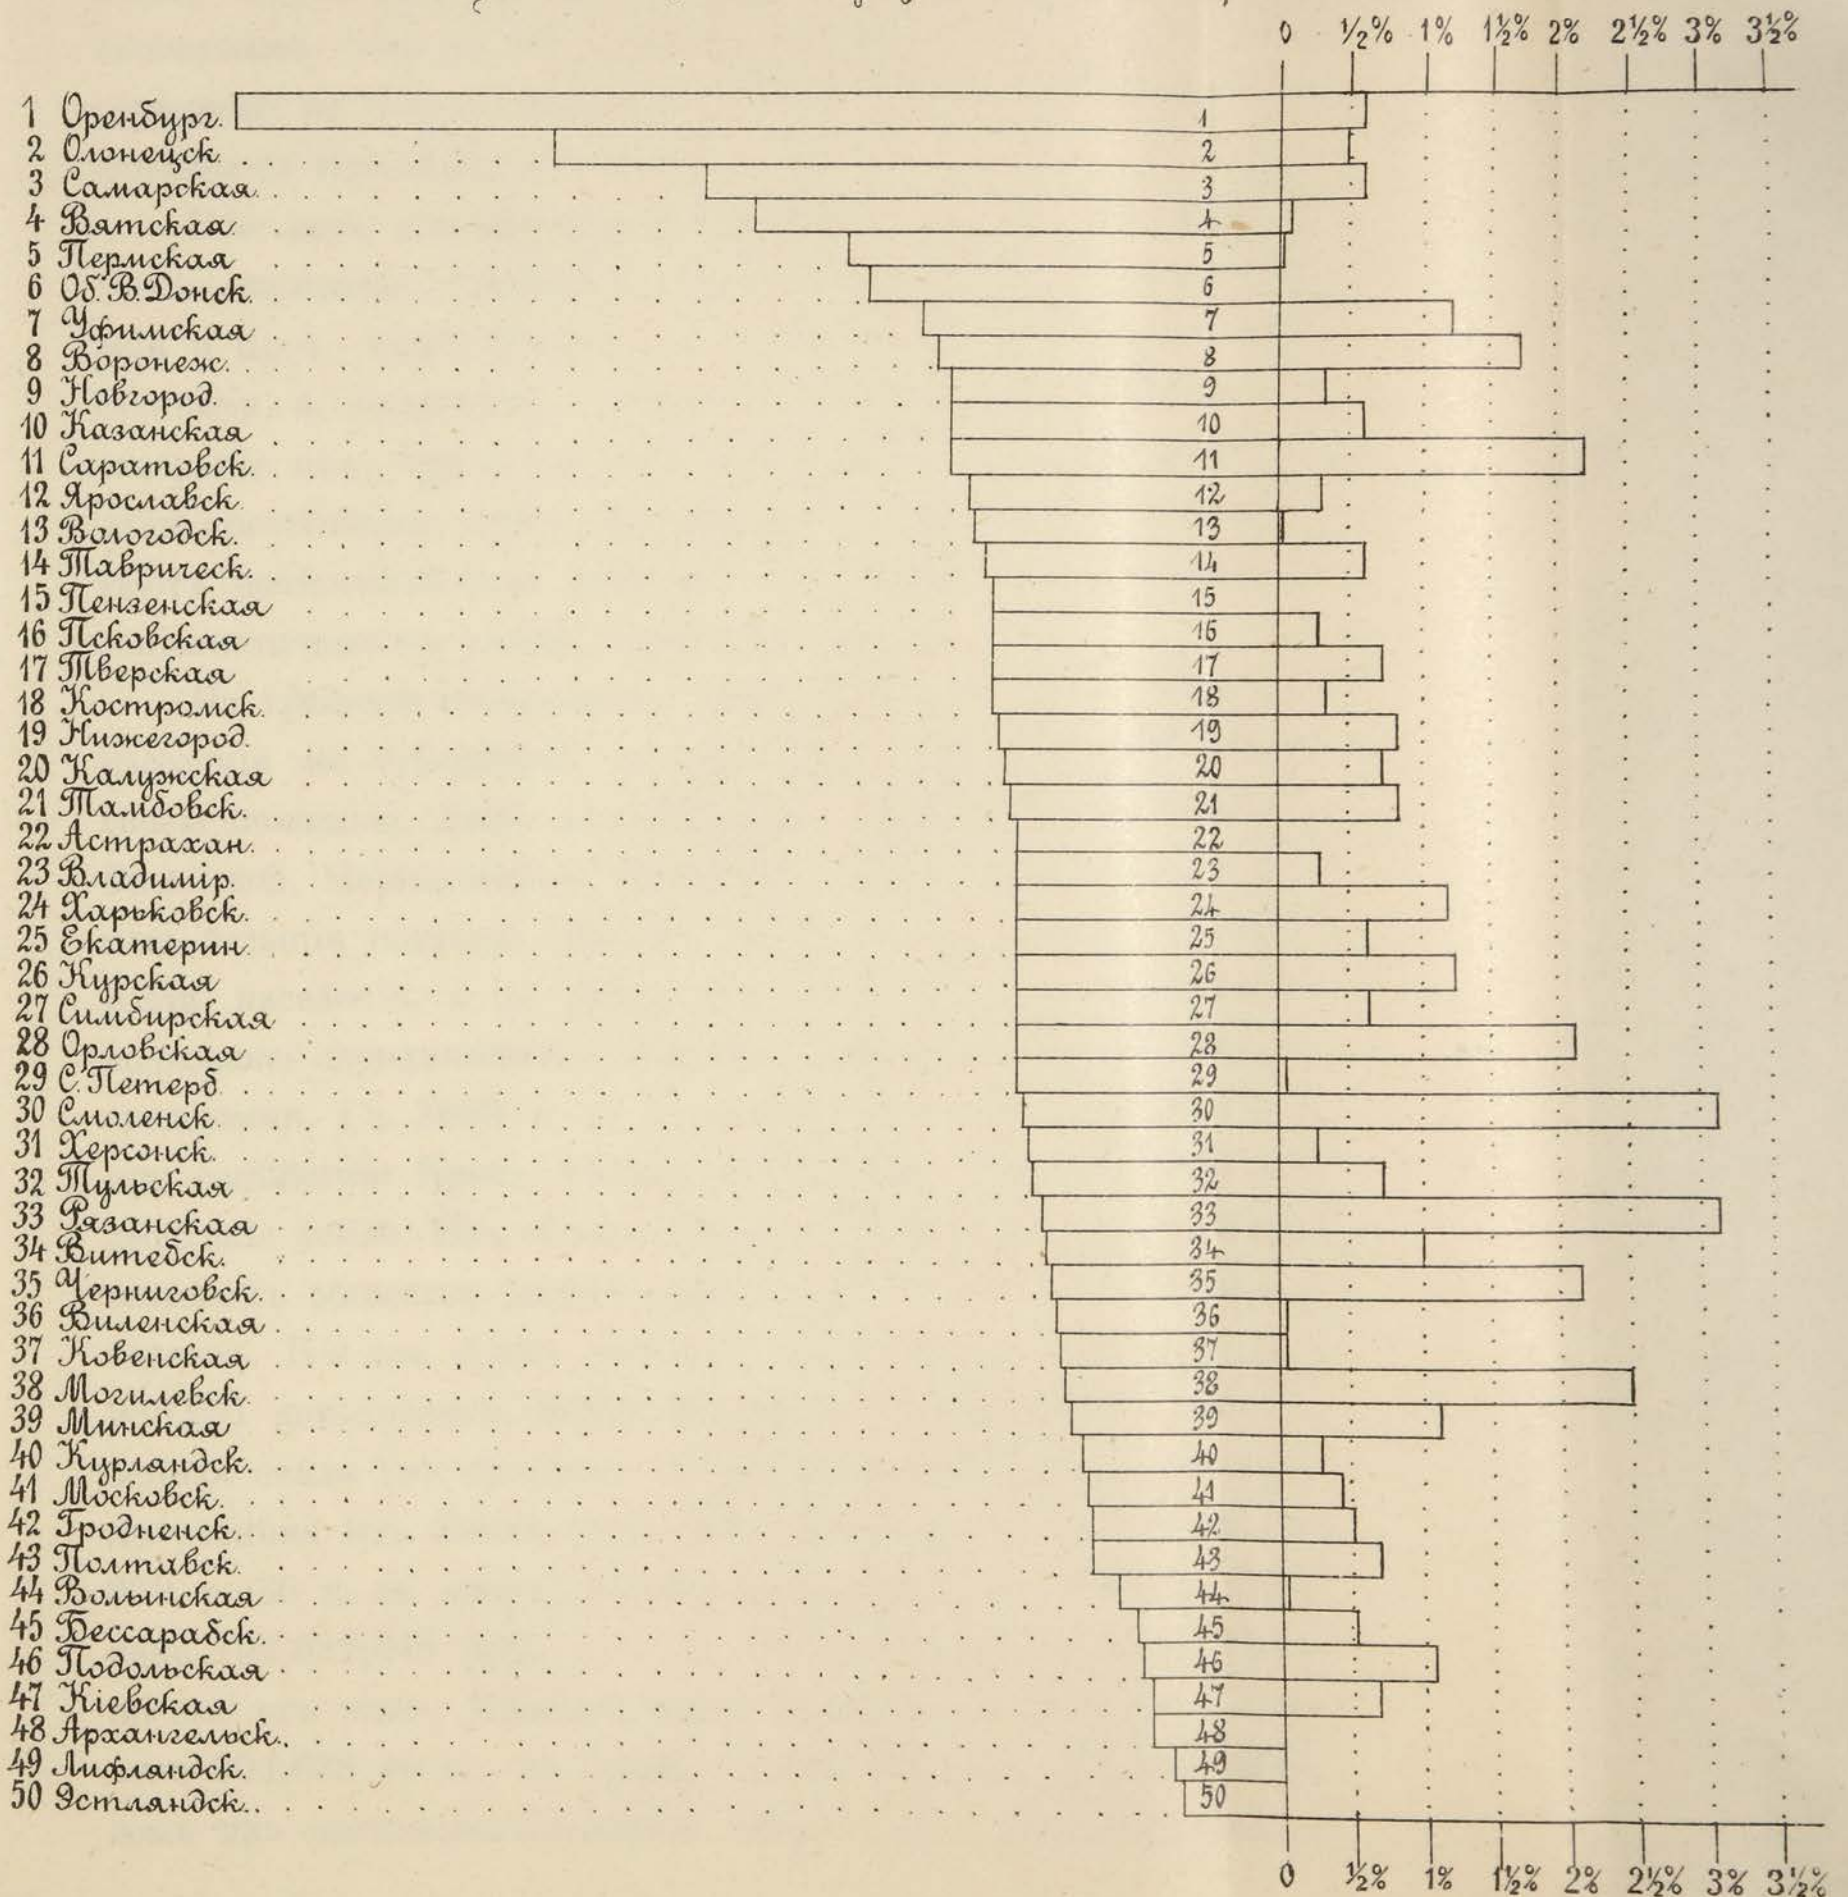 0 ½% 1% 1½% 2% 2½% 3% 3½%
1 Оренбург. 1
2 Олонецск. 2
3 Самарская. 3
4 Вятская. 4
5 Пермская 5
6 Об. В. Донск. 6
7 Уфимская 7
8 Воронеж. 8
9 Новгород. 9
10 Казанская 10
11 Саратовск. 11
12 Ярославск. 12
13 Вологодск. 13
14 Таврическ. 14
15 Пензенская 15
16 Псковская 16
17 Тверская 17
18 Костромск. 18
19 Нижегород. 19
20 Калужская 20
21 Тамбовск. 21
22 Астрахан. 22
23 Владимір. 23
24 Харьковск. 24
25 Екатерин. 25
26 Курская 26
27 Симбирская 27
28 Орловская 28
29 С. Петерб. 29
30 Смоленск. 30
31 Херсонск. 31
32 Тульская 32
33 Рязанская 33
34 Витебск. 34
35 Черниговск. 35
36 Виленская 36
37 Ковенская 37
38 Могилевск. 38
39 Минская 39
40 Курляндск. 40
41 Московск. 41
42 Гродненск. 42
43 Полтавск. 43
44 Волынская 44
45 Бессарабск. 45
46 Подольская 46
47 Кіевская 47
48 Архангельск. 48
49 Лифляндск. 49
50 Эстляндск. 50
0 ½% 1% 1½% 2% 2½% 3% 3½%